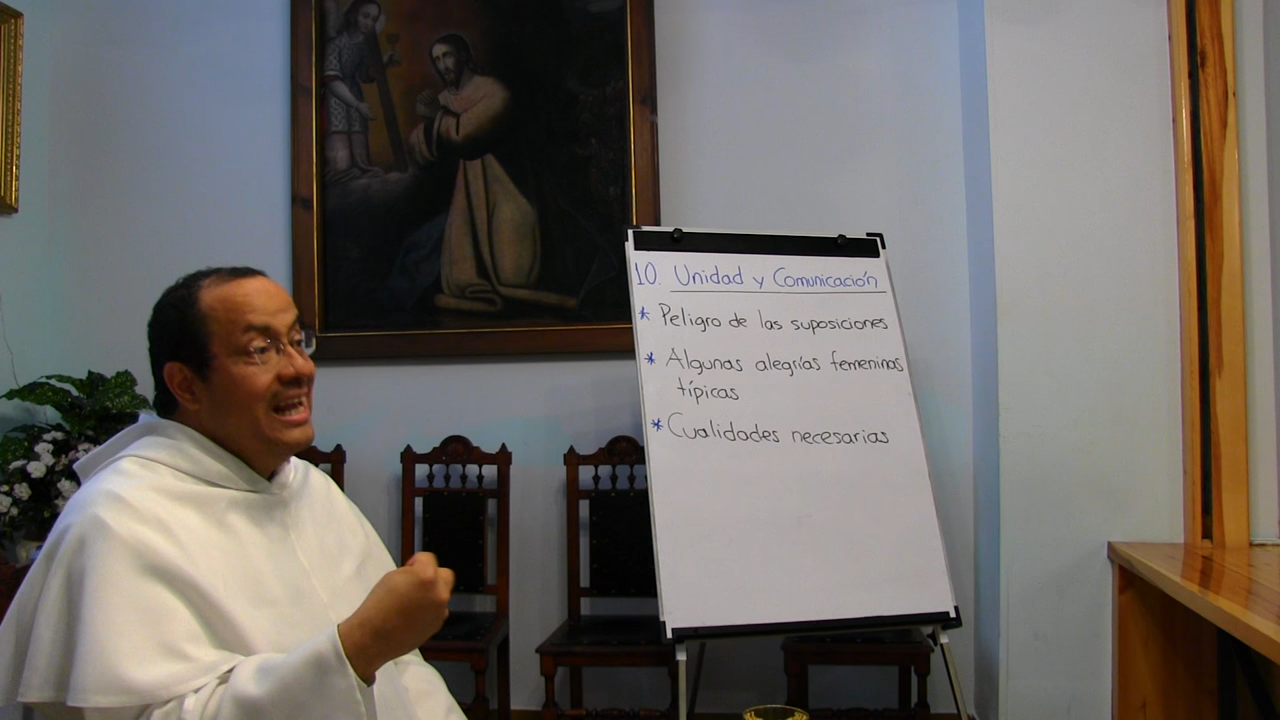 10. Unidad y Comunicación
* Peligro de las suposiciones
* Algunas alegrías femeninas
típicas
* Cualidades necesarias